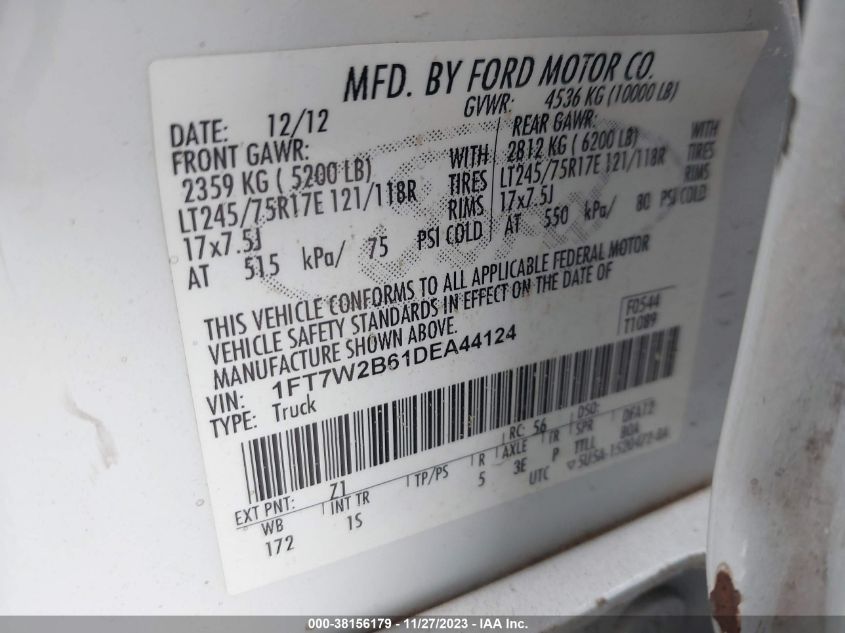 MFD. BY FORD MOTOR CO.
DATE: 12/12 GVWR: 4536 KG (10000 LB)
FRONT GAWR: REAR GAWR:
2359 KG ( 5200 LB) WITH 2812 KG ( 6200 LB) WITH
LT245/75R17E 121/118R TIRES LT245/75R17E 121/118R TIRES
17x7.5J RIMS 17x7.5J RIMS
AT 515 kPa/ 75 PSI COLD AT 550 kPa/ 80 PSI COLD
THIS VEHICLE CONFORMS TO ALL APPLICABLE FEDERAL MOTOR
VEHICLE SAFETY STANDARDS IN EFFECT ON THE DATE OF
MANUFACTURE SHOWN ABOVE. F0544
VIN: 1FT7W2B61DEA44124 T1089
TYPE: Truck
EXT PNT: Z1 RC: 56 DSO:
WB INT TR TP/PS R AXLE TR SPR DFA72
172 1S 5 3E P TTLL BOA
UTC
000-38156179 — 11/27/2023 — IAA Inc.